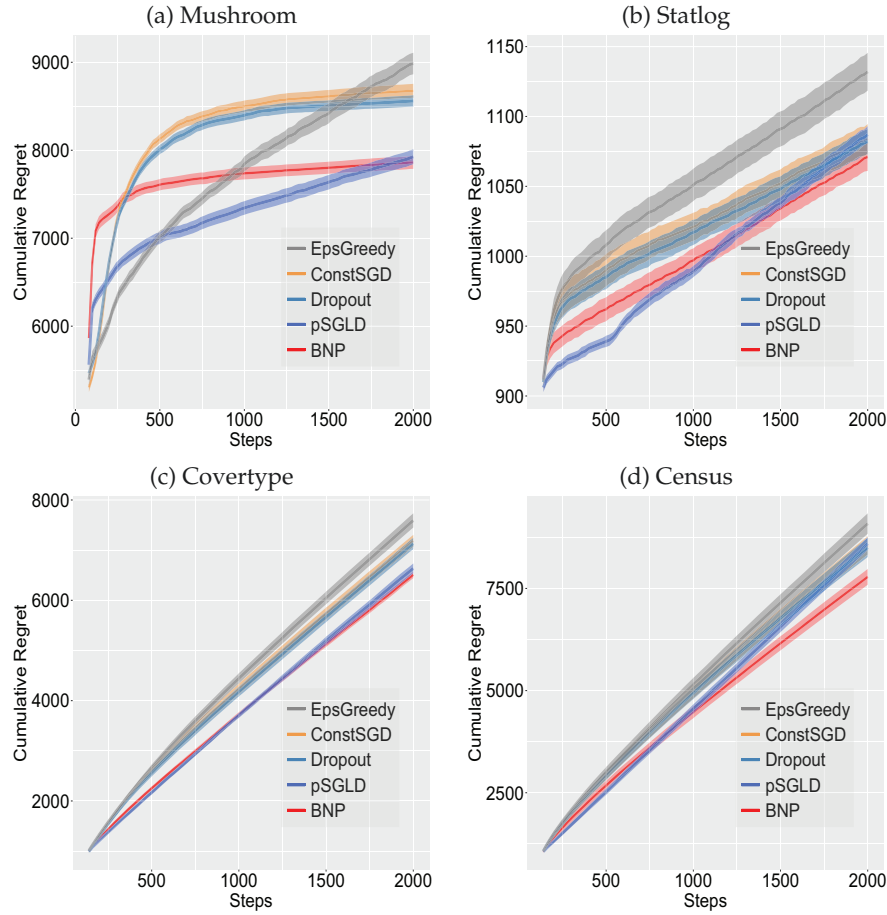 (a) Mushroom
Cumulative Regret
9000
8000
7000
6000
0
500
1000
1500
2000
Steps
EpsGreedy
ConstSGD
Dropout
pSGLD
BNP
(b) Statlog
Cumulative Regret
1150
1100
1050
1000
950
900
500
1000
1500
2000
Steps
EpsGreedy
ConstSGD
Dropout
pSGLD
BNP
(c) Covertype
Cumulative Regret
8000
6000
4000
2000
500
1000
1500
2000
Steps
EpsGreedy
ConstSGD
Dropout
pSGLD
BNP
(d) Census
Cumulative Regret
7500
5000
2500
500
1000
1500
2000
Steps
EpsGreedy
ConstSGD
Dropout
pSGLD
BNP